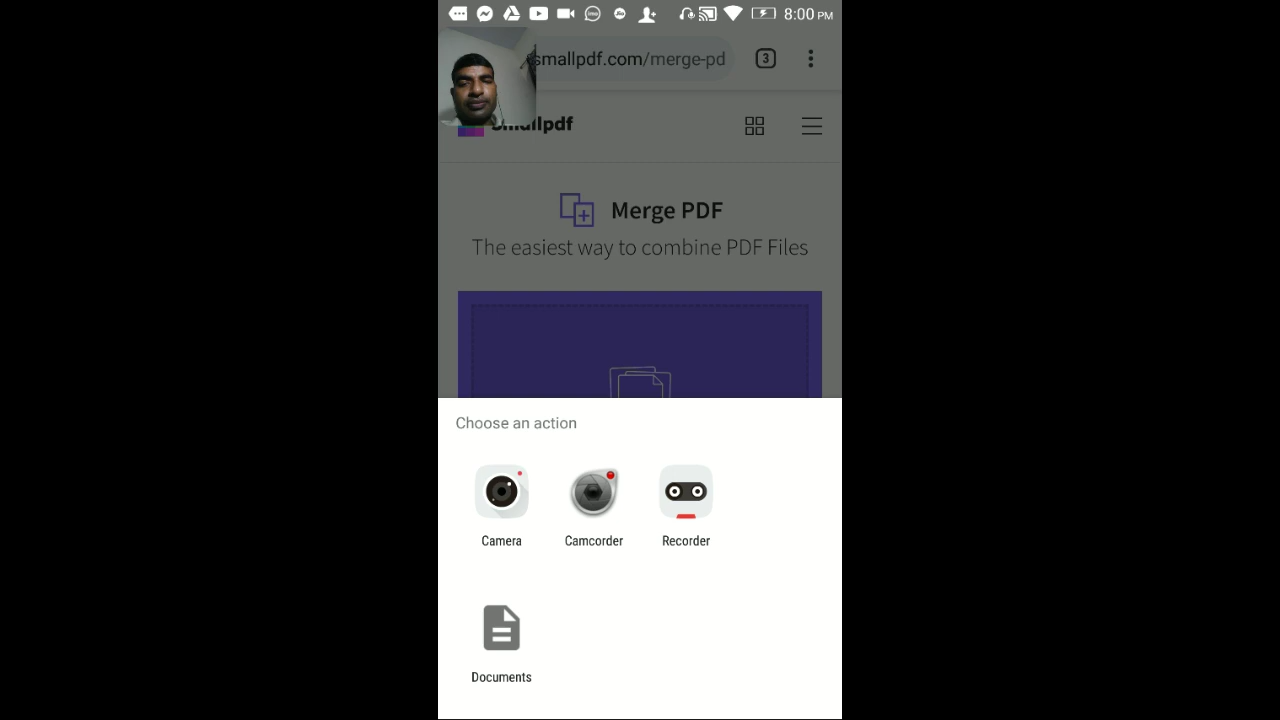 8:00 PM
smallpdf.com/merge-pd
3
smallpdf
Merge PDF
The easiest way to combine PDF Files
Choose an action
Camera
Camcorder
Recorder
Documents